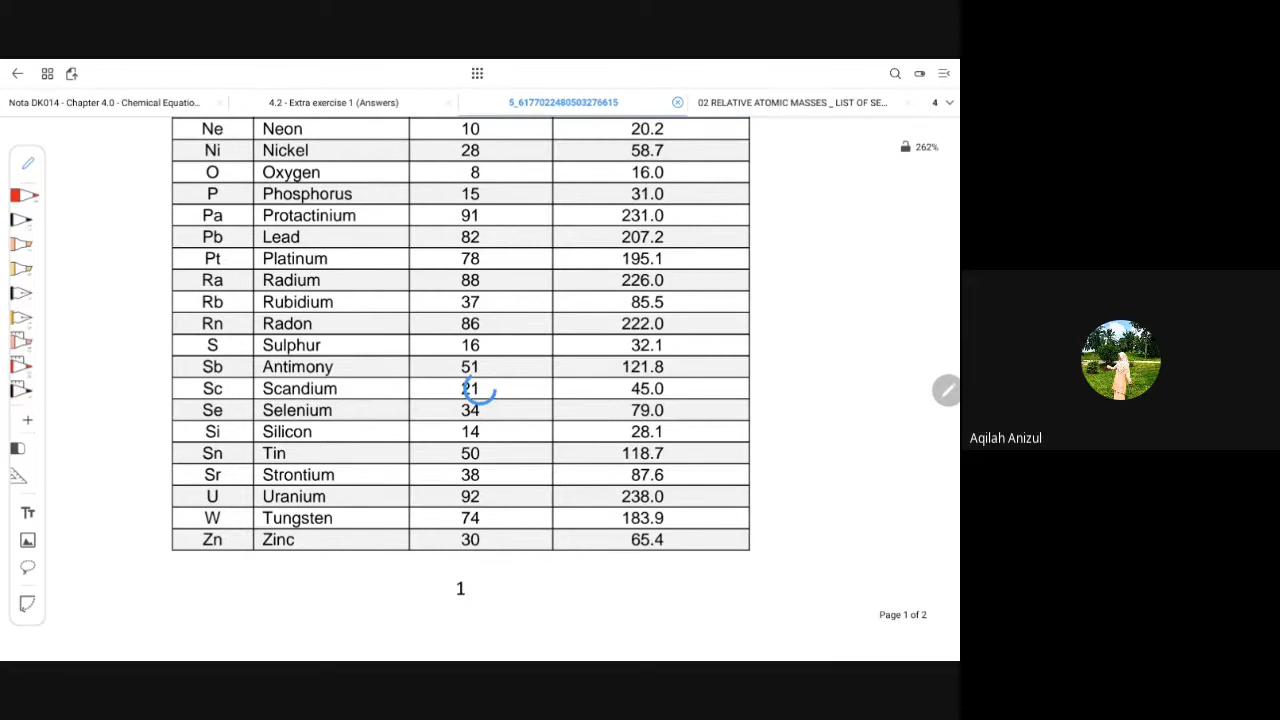 262%
Nota DK014 - Chapter 4.0 - Chemical Equatio... 4.2 - Extra exercise 1 (Answers) 5_6177022480503276615 02 RELATIVE ATOMIC MASSES _ LIST OF SE... 4
Ne Neon 10 20.2
Ni Nickel 28 58.7
O Oxygen 8 16.0
P Phosphorus 15 31.0
Pa Protactinium 91 231.0
Pb Lead 82 207.2
Pt Platinum 78 195.1
Ra Radium 88 226.0
Rb Rubidium 37 85.5
Rn Radon 86 222.0
S Sulphur 16 32.1
Sb Antimony 51 121.8
Sc Scandium 21 45.0
Se Selenium 34 79.0
Si Silicon 14 28.1
Sn Tin 50 118.7
Sr Strontium 38 87.6
U Uranium 92 238.0
W Tungsten 74 183.9
Zn Zinc 30 65.4
1
Page 1 of 2
Tт
Aqilah Anizul